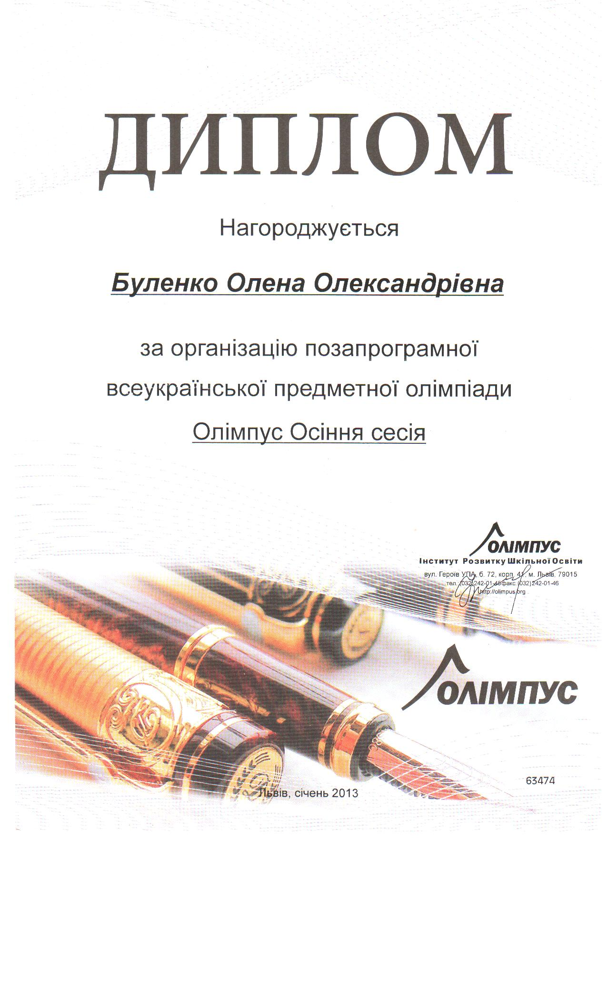 ДИПЛОМ
Нагороджується
Буленко Олена Олександрівна
за організацію позапрограмної
всеукраїнської предметної олімпіади
Олімпус Осіння сесія
ОЛІМПУС
Інститут Розвитку Шкільної Освіти
вул. Героїв УПА, б. 72, корп. 41, м. Львів. 79015
тел.: (032) 242-01-45 факс: (032) 242-01-46
http://olimpus.org
ОЛІМПУС
63474
Львів, січень 2013